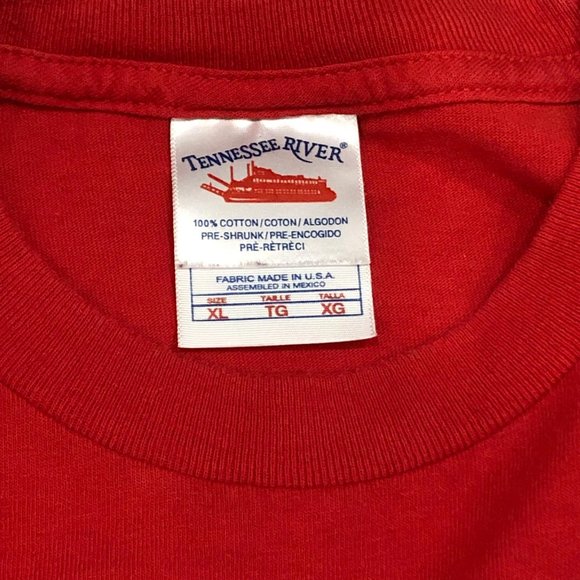 TENNESSEE RIVER®
100% COTTON/COTON/ALGODON
PRE-SHRUNK/PRE-ENCOGIDO
PRÉ-RÈTRÈCI
FABRIC MADE IN U.S.A.
ASSEMBLED IN MEXICO
SIZE TAILLE TALLA
XL TG XG